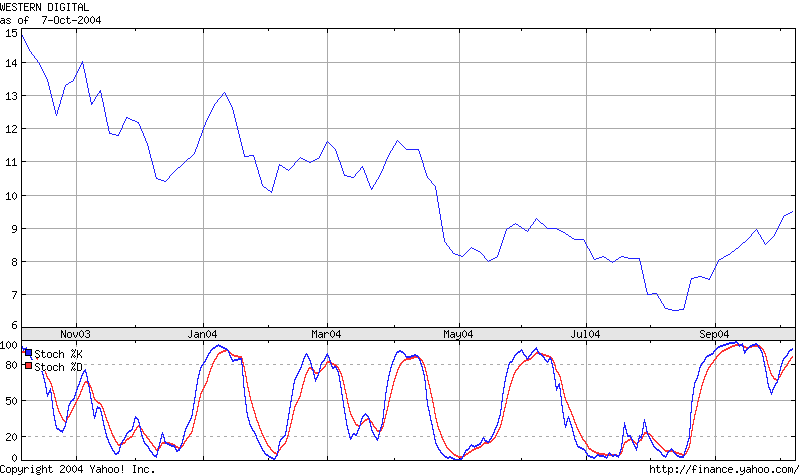 WESTERN DIGITAL
as of 7-Oct-2004
15
14
13
12
11
10
9
8
7
6
Nov03 Jan04 Mar04 May04 Jul04 Sep04
100
80
50
20
0
Stoch %K
Stoch %D
Copyright 2004 Yahoo! Inc. http://finance.yahoo.com/